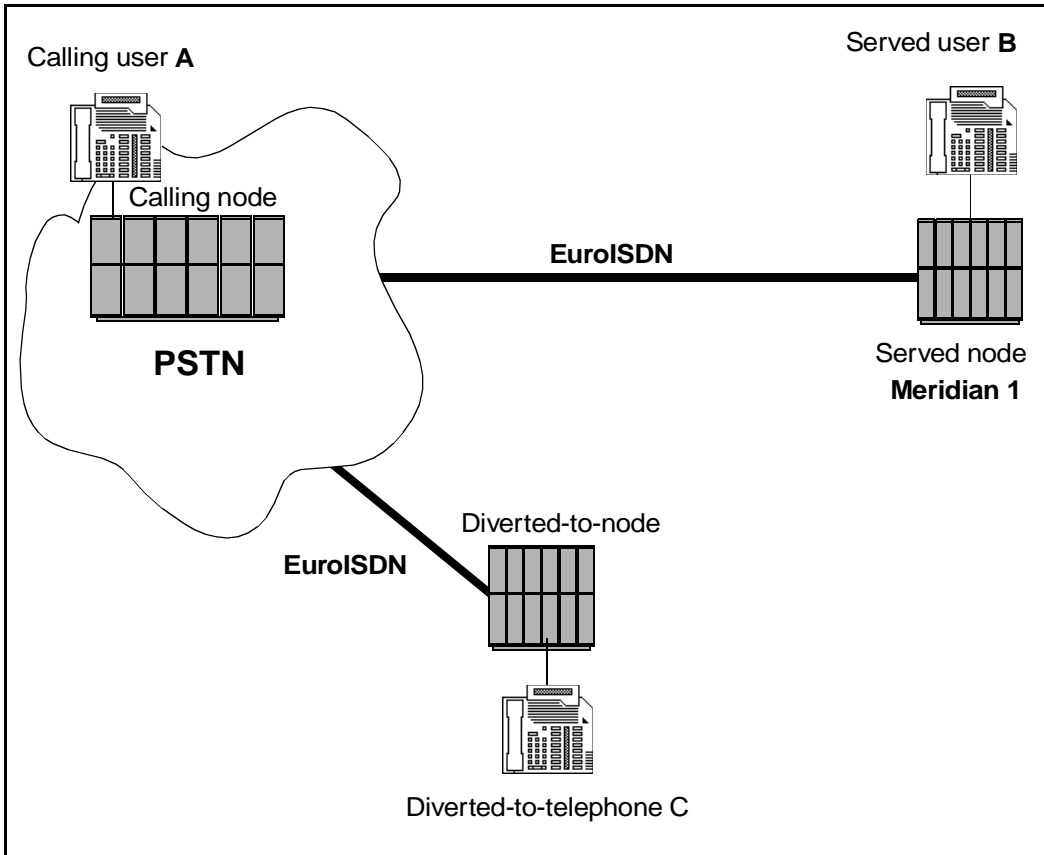 Calling user A
Served user B
Calling node
EuroISDN
PSTN
Served node
Meridian 1
Diverted-to-node
EuroISDN
Diverted-to-telephone C